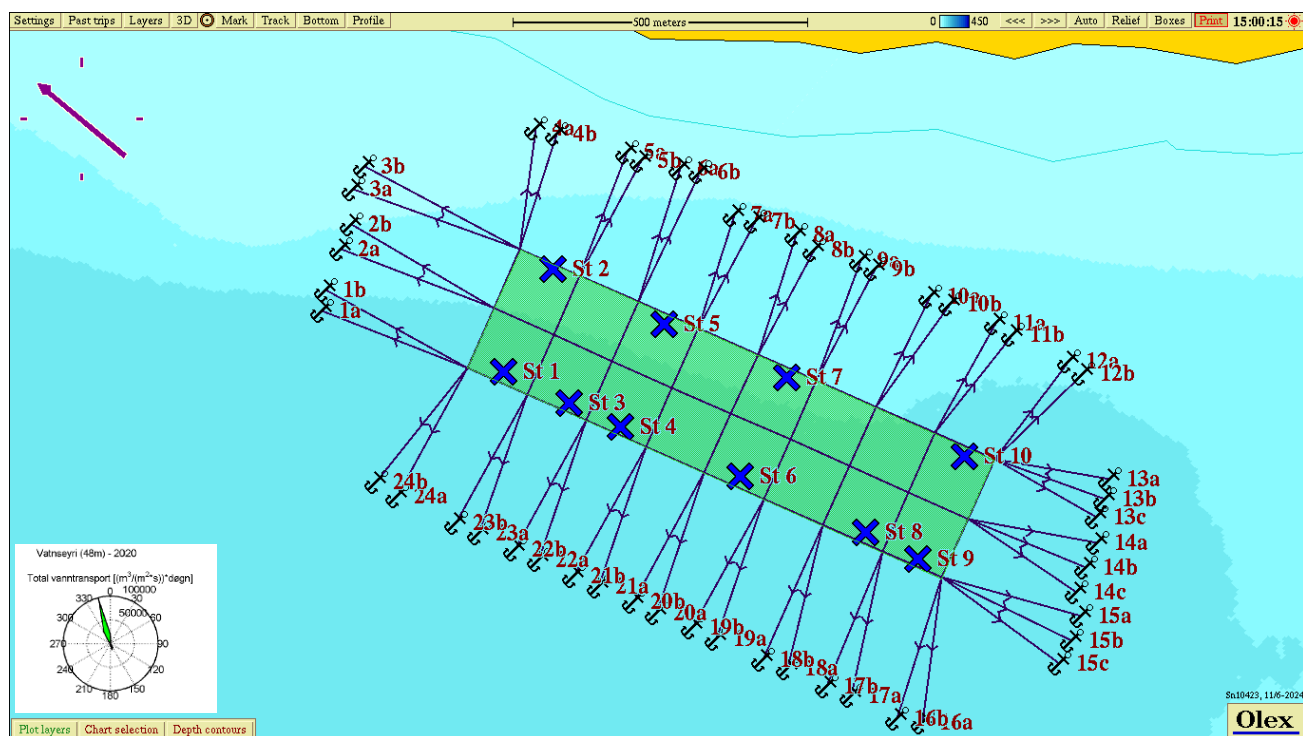 Settings Past trips Layers 3D Mark Track Bottom Profile 500 meters 0 450 <<< >>> Auto Relief Boxes Print 15:00:15
4a 4b
3b 5a 5b
3a 6a 6b
2b 7a 7b
2a 8a 8b
St 2 9a 9b
1b 10a 10b
1a St 5 11a 11b
St 1 St 7 12a 12b
St 3
St 4 St 10
St 6 13a
24b 24a 13b
13c
23b 23a St 8 14a
22b 22a St 9 14b
21b 21a 14c
20b 20a 15a
19b 19a 15b
18b 18a 15c
17b 17a
16b 16a
Vatnseyri (48m) - 2020
Total vanntransport [(m³/(m²*s))*døgn]
100000
330 0 30
50000
300 60
270 90
240 120
210 180 150
Sn10423, 11/6-2024
Olex
Plot layers Chart selection Depth contours